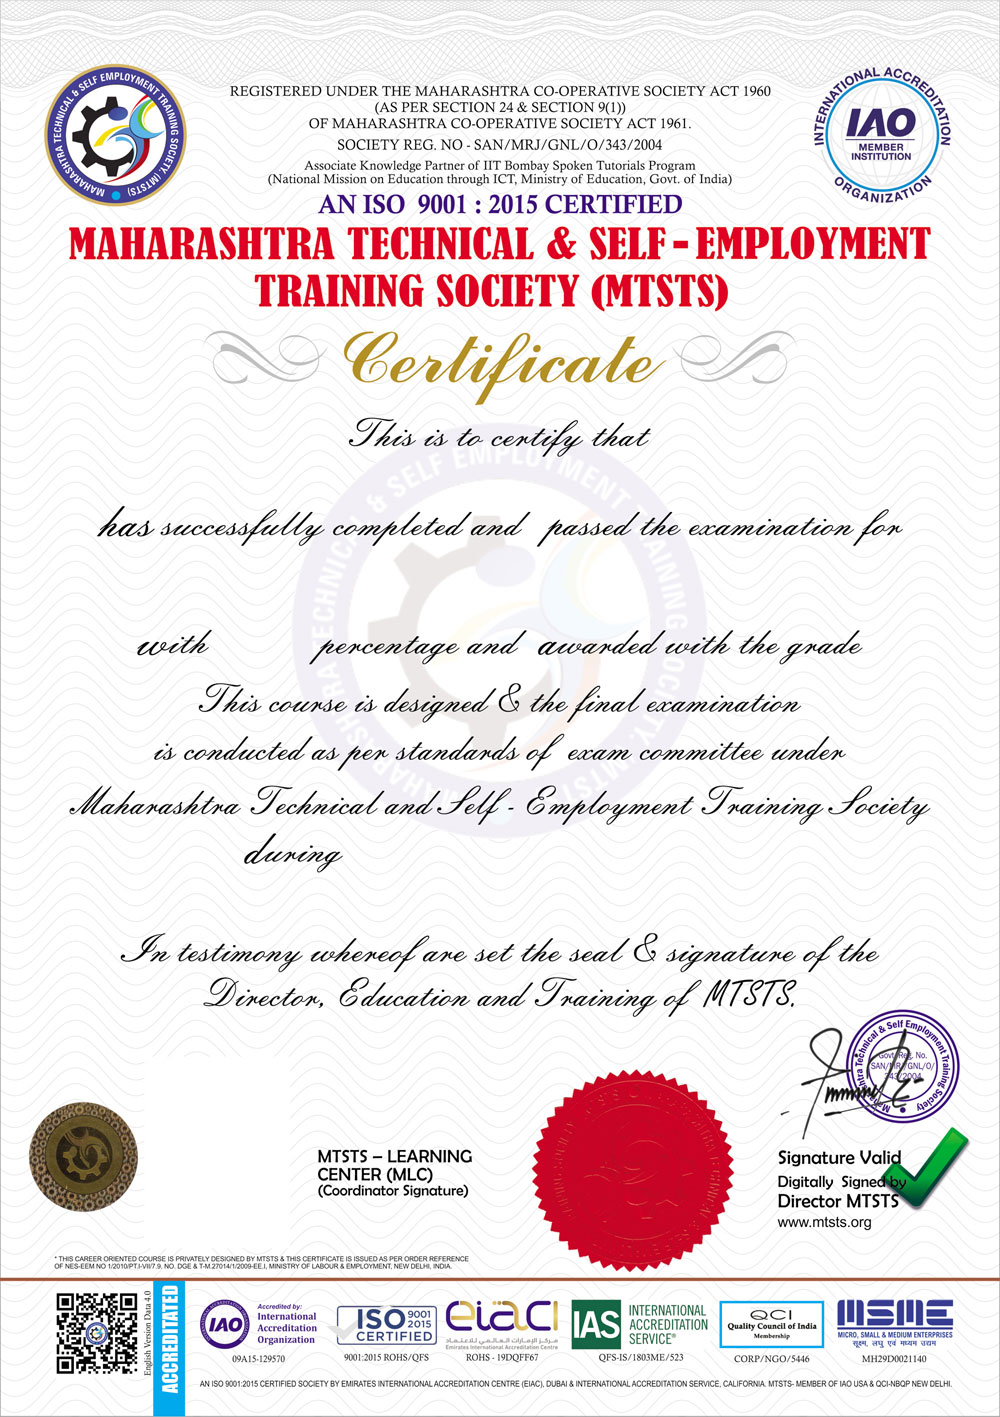 MAHARASHTRA TECHNICAL & SELF EMPLOYMENT TRAINING SOCIETY. (MTSTS)
REGISTERED UNDER THE MAHARASHTRA CO-OPERATIVE SOCIETY ACT 1960
(AS PER SECTION 24 & SECTION 9(1))
OF MAHARASHTRA CO-OPERATIVE SOCIETY ACT 1961.
SOCIETY REG. NO - SAN/MRJ/GNL/O/343/2004
Associate Knowledge Partner of IIT Bombay Spoken Tutorials Program
(National Mission on Education through ICT, Ministry of Education, Govt. of India)
INTERNATIONAL ACCREDITATION
IAO
MEMBER
INSTITUTION
ORGANIZATION
AN ISO 9001 : 2015 CERTIFIED
MAHARASHTRA TECHNICAL & SELF - EMPLOYMENT
TRAINING SOCIETY (MTSTS)
Certificate
This is to certify that
has successfully completed and passed the examination for
with percentage and awarded with the grade
This course is designed & the final examination
is conducted as per standards of exam committee under
Maharashtra Technical and Self - Employment Training Society
during
In testimony whereof are set the seal & signature of the
Director, Education and Training of MTSTS.
Maharashtra Technical & Self Employment Training Society
Govt. Reg. No.
SAN/MRJ/GNL/O/
343/2004
MTSTS – LEARNING
CENTER (MLC)
(Coordinator Signature)
Signature Valid
Digitally Signed by
Director MTSTS
www.mtsts.org
* THIS CAREER ORIENTED COURSE IS PRIVATELY DESIGNED BY MTSTS & THIS CERTIFICATE IS ISSUED AS PER ORDER REFERENCE
OF NES-EEM NO 1/2010/PT.I-VII/7.9. NO. DGE & T-M.27014/1/2009-EE.I, MINISTRY OF LABOUR & EMPLOYMENT, NEW DELHI, INDIA.
English Version Data 4.0
ACCREDITATED
IAO
Accredited by:
International
Accreditation
Organization
09A15-129570
ISO 9001 2015
CERTIFIED
9001:2015 ROHS/QFS
eiaci
مركز الإمارات العالمي للاعتماد
Emirates International Accreditation Centre
ROHS - 19DQFF67
IAS
INTERNATIONAL
ACCREDITATION
SERVICE®
QFS-IS/1803ME/523
QCI
Quality Council of India
Membership
CORP/NGO/5446
MSME
MICRO, SMALL & MEDIUM ENTERPRISES
सूक्ष्म, लघु एवं मध्यम उद्यम
MH29D0021140
AN ISO 9001:2015 CERTIFIED SOCIETY BY EMIRATES INTERNATIONAL ACCREDITATION CENTRE (EIAC), DUBAI & INTERNATIONAL ACCREDITATION SERVICE, CALIFORNIA. MTSTS- MEMBER OF IAO USA & QCI-NBQP NEW DELHI.